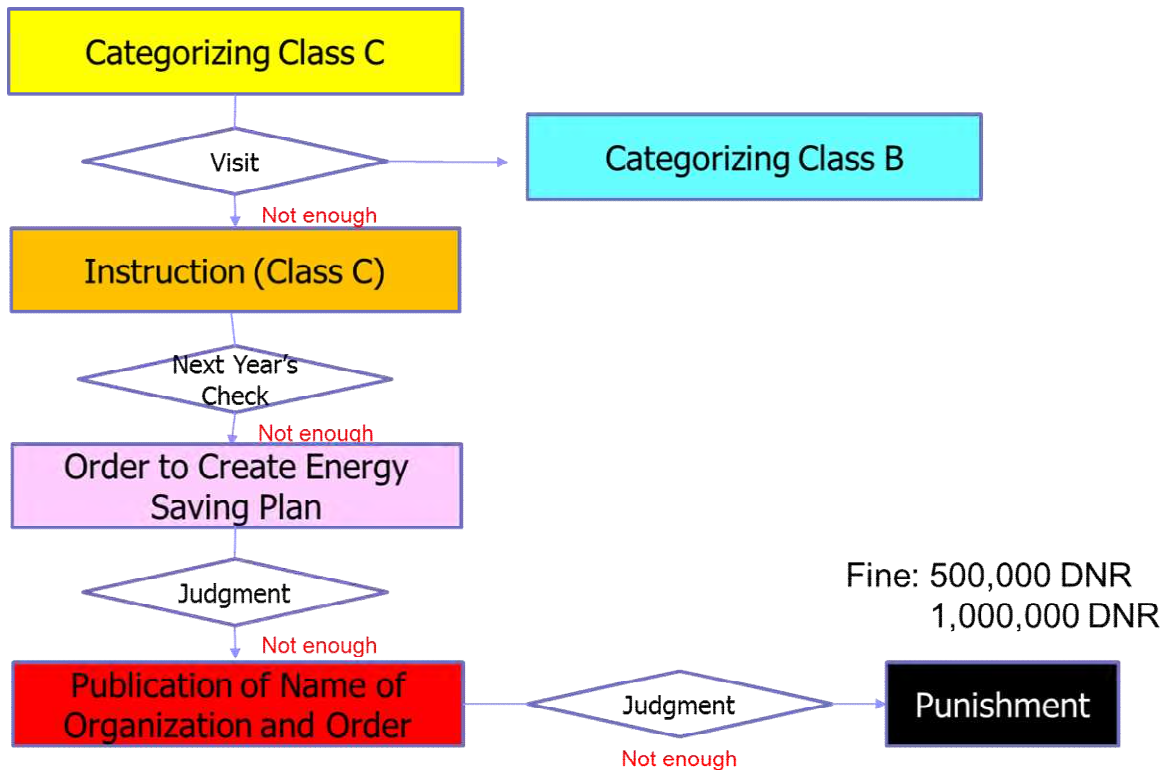 Categorizing Class C
Visit
Categorizing Class B
Not enough
Instruction (Class C)
Next Year's
Check
Not enough
Order to Create Energy
Saving Plan
Judgment
Not enough
Fine: 500,000 DNR
1,000,000 DNR
Publication of Name of
Organization and Order
Judgment
Not enough
Punishment